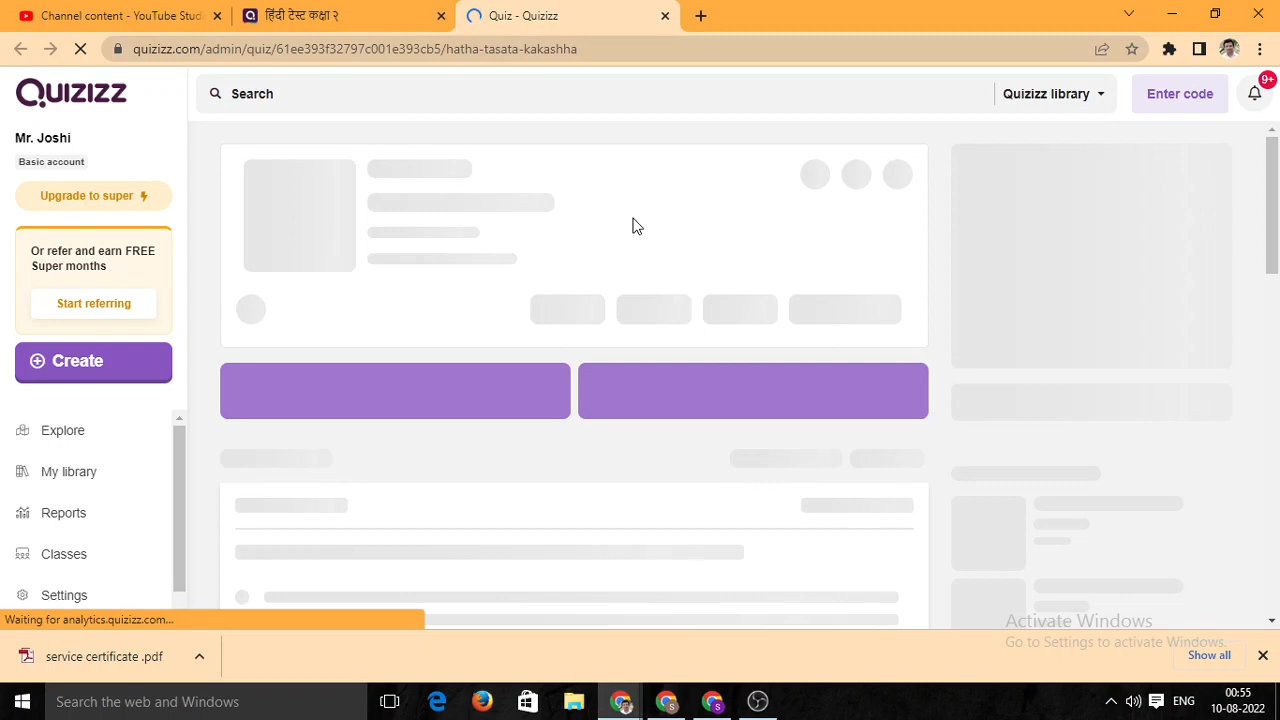 Channel content - YouTube Studi
हिंदी टेस्ट कक्षा २
Quiz - Quizizz
quizizz.com/admin/quiz/61ee393f32797c001e393cb5/hatha-tasata-kakashha
Quizizz
Search
Quizizz library
Enter code
9+
Mr. Joshi
Basic account
Upgrade to super
Or refer and earn FREE
Super months
Start referring
Create
Explore
My library
Reports
Classes
Settings
Waiting for analytics.quizizz.com...
Activate Windows
Go to Settings to activate Windows.
service certificate .pdf
Show all
Search the web and Windows
S
S
ENG
00:55
10-08-2022